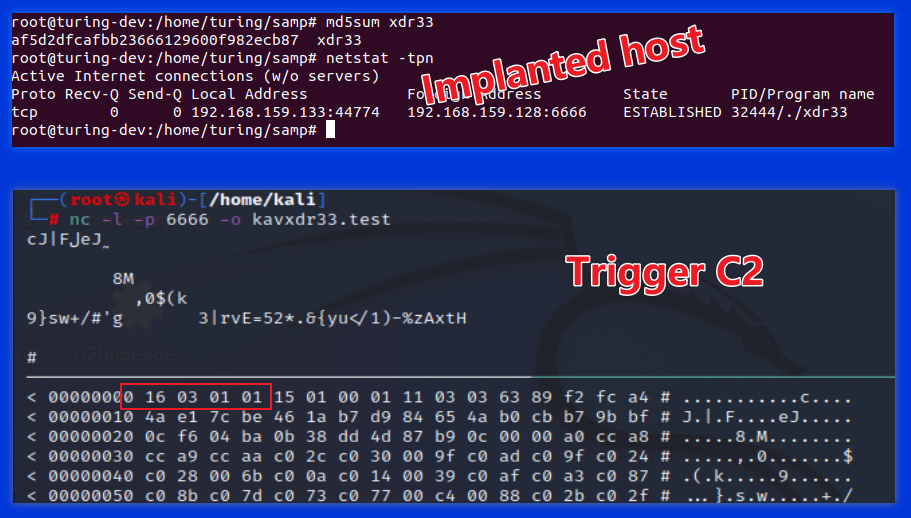 root@turing-dev:/home/turing/samp# md5sum xdr33
af5d2dfcafbb23666129600f982ecb87  xdr33
root@turing-dev:/home/turing/samp# netstat -tpn
Active Internet connections (w/o servers)
Proto Recv-Q Send-Q Local Address Address State PID/Program name
tcp 0 0 192.168.159.133:44774 192.168.159.128:6666 ESTABLISHED 32444/./xdr33
root@turing-dev:/home/turing/samp#
Implanted host
(root㉿kali)-[/home/kali]
# nc -l -p 6666 -o kavxdr33.test
8M
,0$(k
9}sw+/#'g 3|rvE=52*.&{yu</1)-%zAxtH
#
Trigger C2
< 00000000 16 03 01 01 15 01 00 01 11 03 03 63 89 f2 fc a4 # ...........c....
< 00000010 4a e1 7c be 46 1a b7 d9 84 65 4a b0 cb b7 9b bf # J.|.F....eJ.....
< 00000020 0c f6 04 ba 0b 38 dd 4d 87 b9 0c 00 00 a0 cc a8 # .....8.M........
< 00000030 cc a9 cc aa c0 2c c0 30 00 9f c0 ad c0 9f c0 24 # .....,.0.......$
< 00000040 c0 28 00 6b c0 0a c0 14 00 39 c0 af c0 a3 c0 87 # .(.k.....9......
< 00000050 c0 8b c0 7d c0 73 c0 77 00 c4 00 88 c0 2b c0 2f # ...}.s.w.....+./